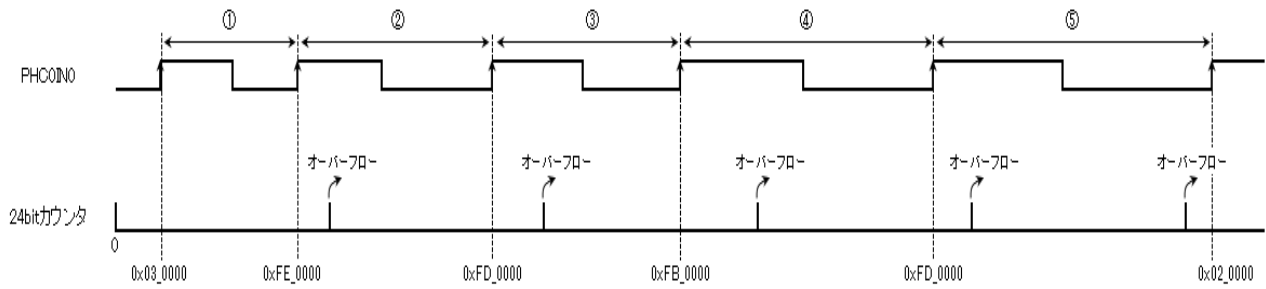 ① ② ③ ④ ⑤
PHC0IN0
オーバーフロー オーバーフロー オーバーフロー オーバーフロー オーバーフロー
24bitカウンタ
0
0x03_0000 0xFE_0000 0xFD_0000 0xFB_0000 0xFD_0000 0x02_0000